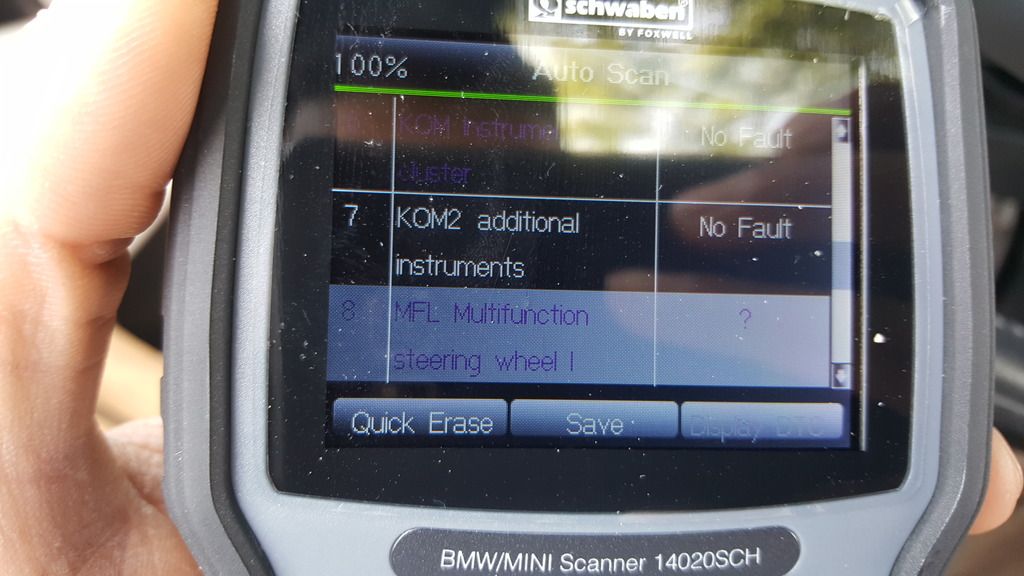 schwaben
BY FOXWELL
100% Auto Scan
KOM instrume No Fault
cluster
7 KOM2 additional No Fault
instruments
8 MFL Multifunction ?
steering wheel |
Quick Erase Save Display DTC
BMW/MINI Scanner 14020SCH